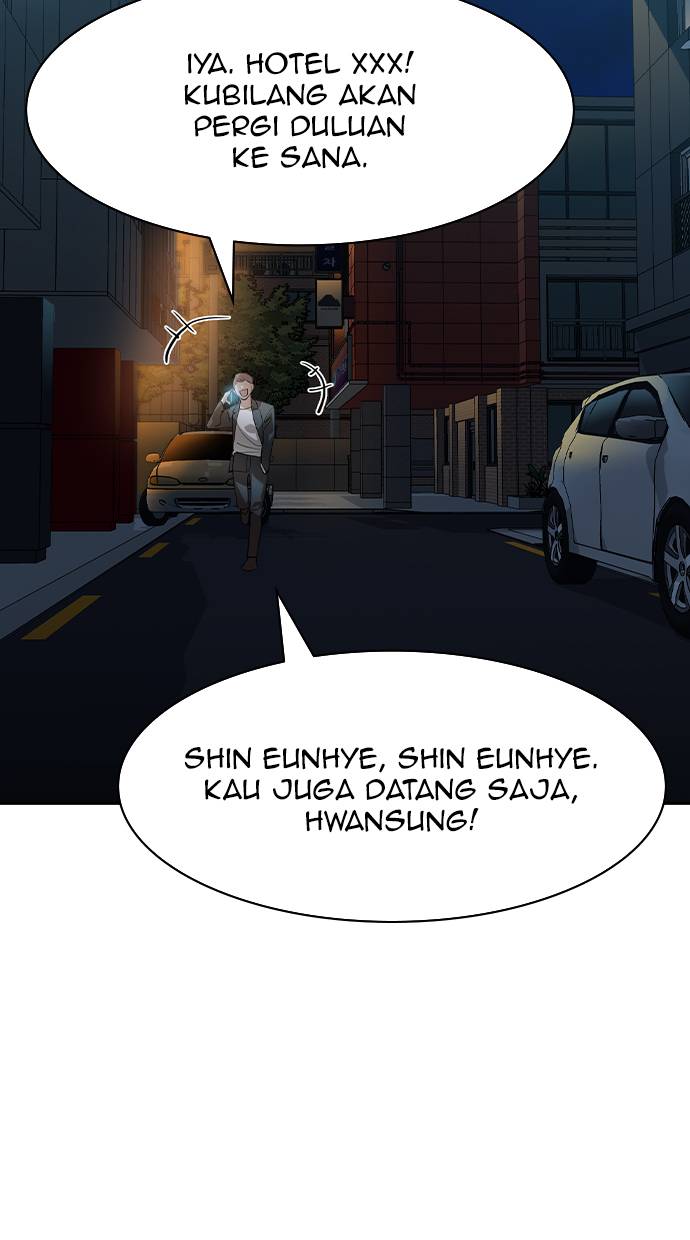 IYA. HOTEL XXX!
KUBILANG AKAN
PERGI DULUAN
KE SANA.
SHIN EUNHYE, SHIN EUNHYE.
KAU JUGA DATANG SAJA,
HWANSUNG!